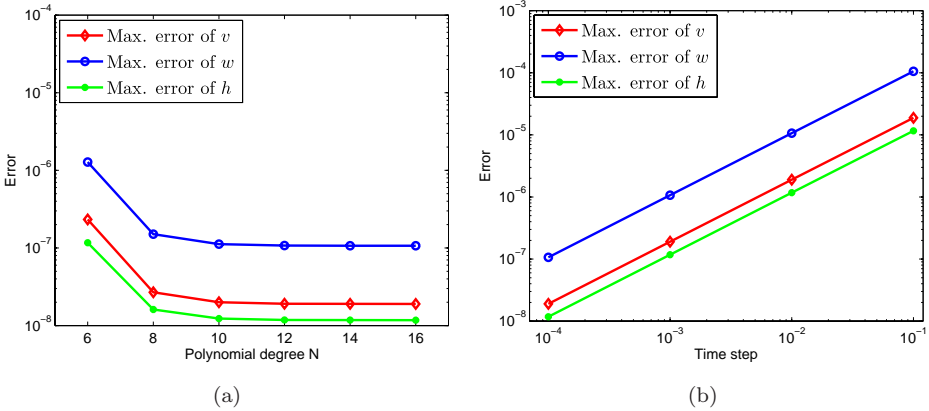 10^-4
10^-5
10^-6
10^-7
10^-8
Error
Max. error of v
Max. error of w
Max. error of h
6
8
10
12
14
16
Polynomial degree N
(a)
10^-3
10^-4
10^-5
10^-6
10^-7
10^-8
Error
Max. error of v
Max. error of w
Max. error of h
10^-4
10^-3
10^-2
10^-1
Time step
(b)